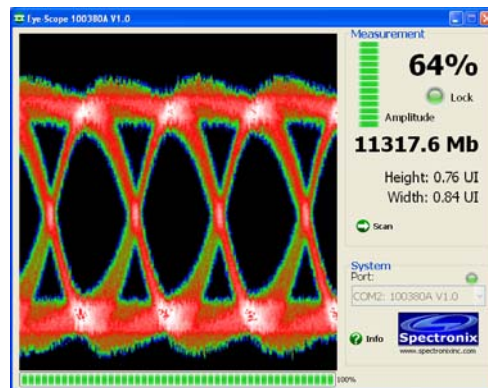 Eye-Scope 100380A V1.0
Measurement
64%
Lock
Amplitude
11317.6 Mb
Height: 0.76 UI
Width: 0.84 UI
Scan
System
Port:
COM2: 100380A V1.0
Info
Spectronix
www.spectronixinc.com
100%